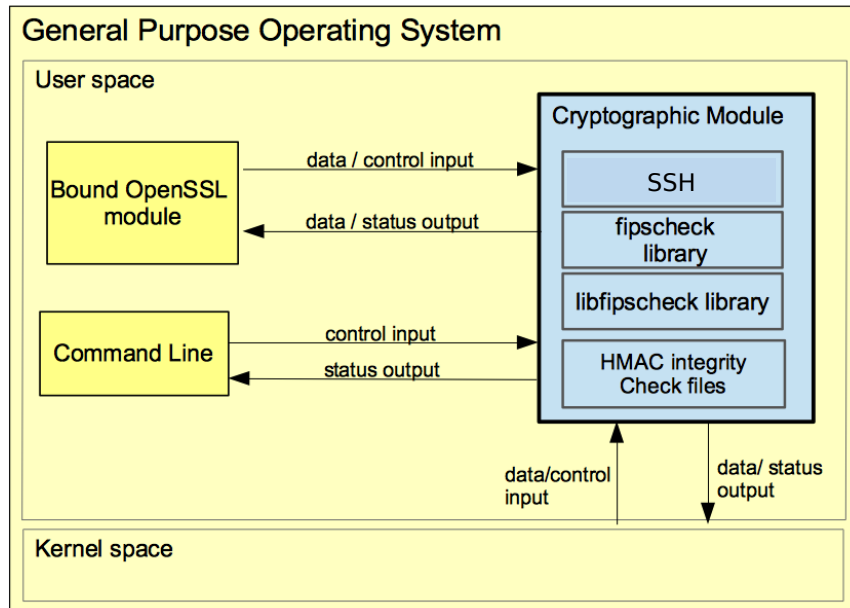 General Purpose Operating System
User space
Cryptographic Module
Bound OpenSSL
module
data / control input
data / status output
SSH
fipscheck
library
libfipscheck library
HMAC integrity
Check files
Command Line
control input
status output
data/control
input
data/ status
output
Kernel space